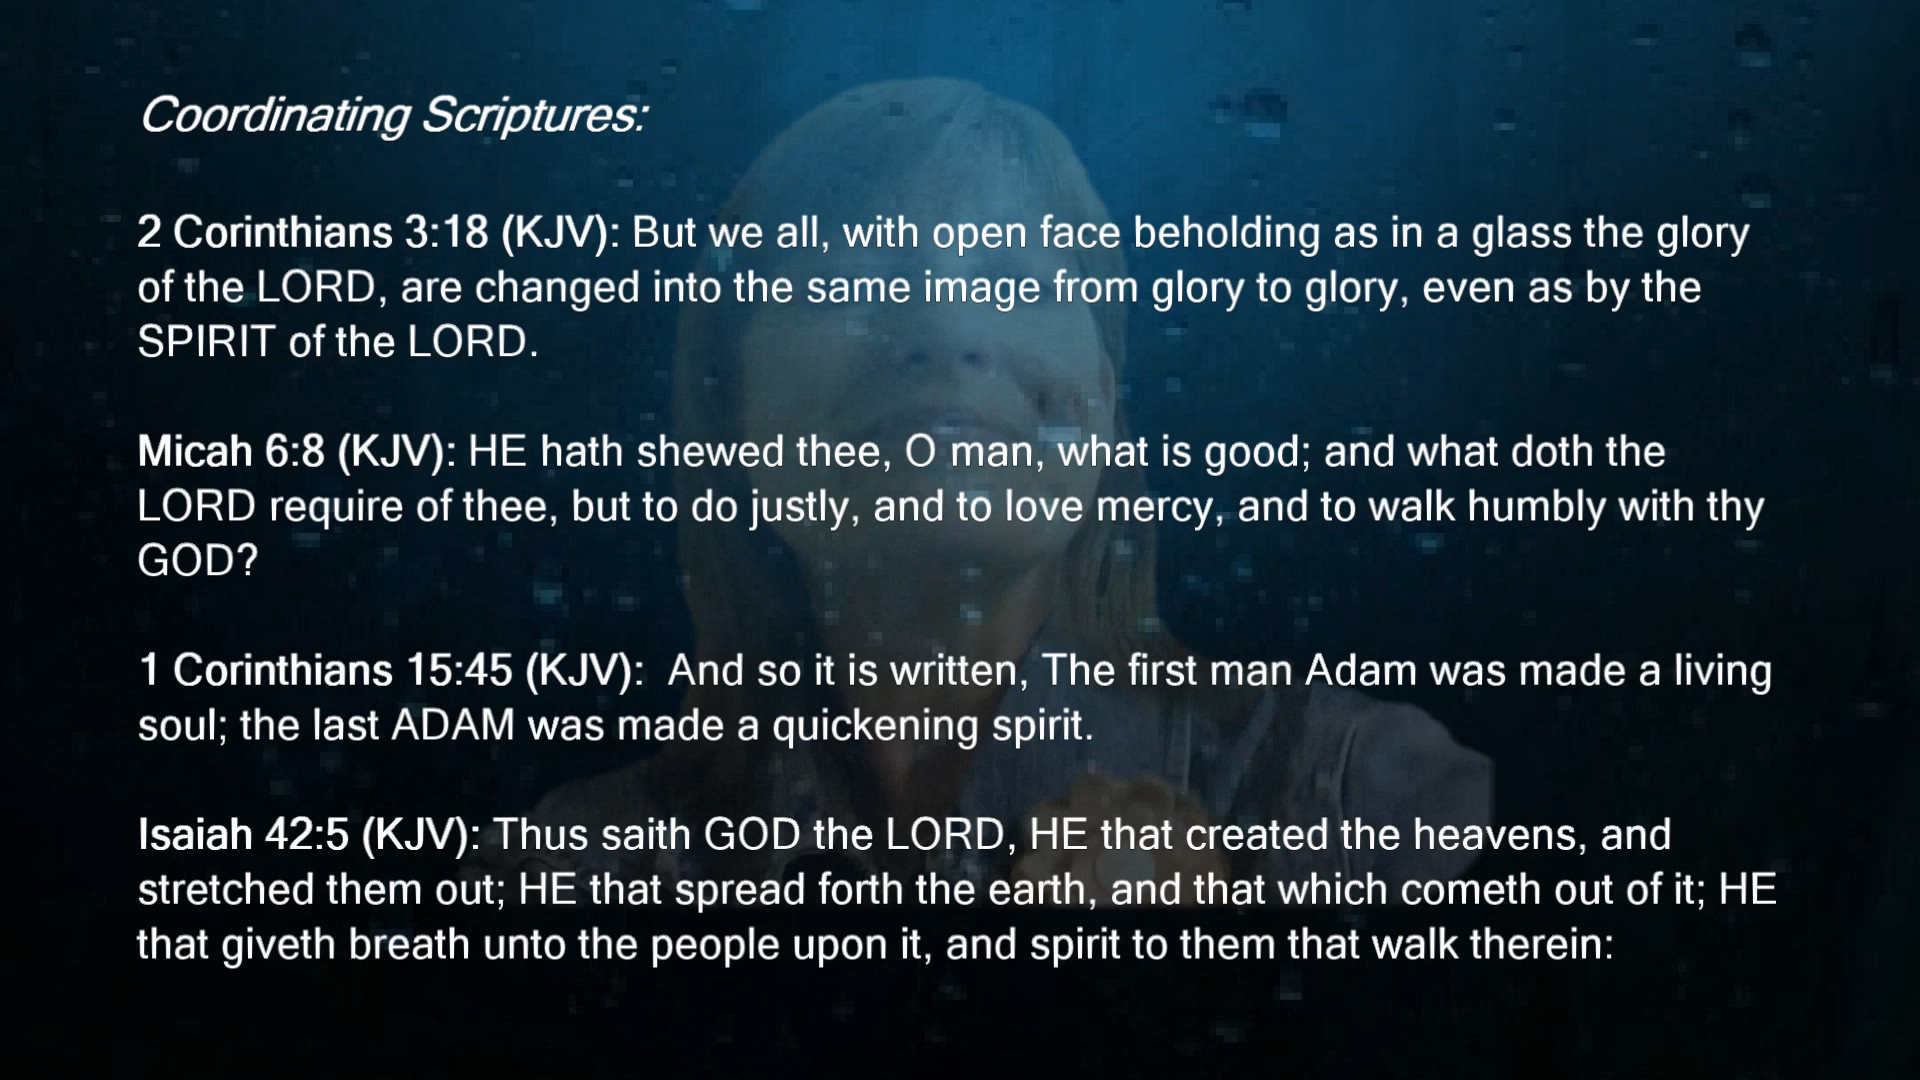 Coordinating Scriptures:
2 Corinthians 3:18 (KJV): But we all, with open face beholding as in a glass the glory
of the LORD, are changed into the same image from glory to glory, even as by the
SPIRIT of the LORD.
Micah 6:8 (KJV): HE hath shewed thee, O man, what is good; and what doth the
LORD require of thee, but to do justly, and to love mercy, and to walk humbly with thy
GOD?
1 Corinthians 15:45 (KJV):  And so it is written, The first man Adam was made a living
soul; the last ADAM was made a quickening spirit.
Isaiah 42:5 (KJV): Thus saith GOD the LORD, HE that created the heavens, and
stretched them out; HE that spread forth the earth, and that which cometh out of it; HE
that giveth breath unto the people upon it, and spirit to them that walk therein: